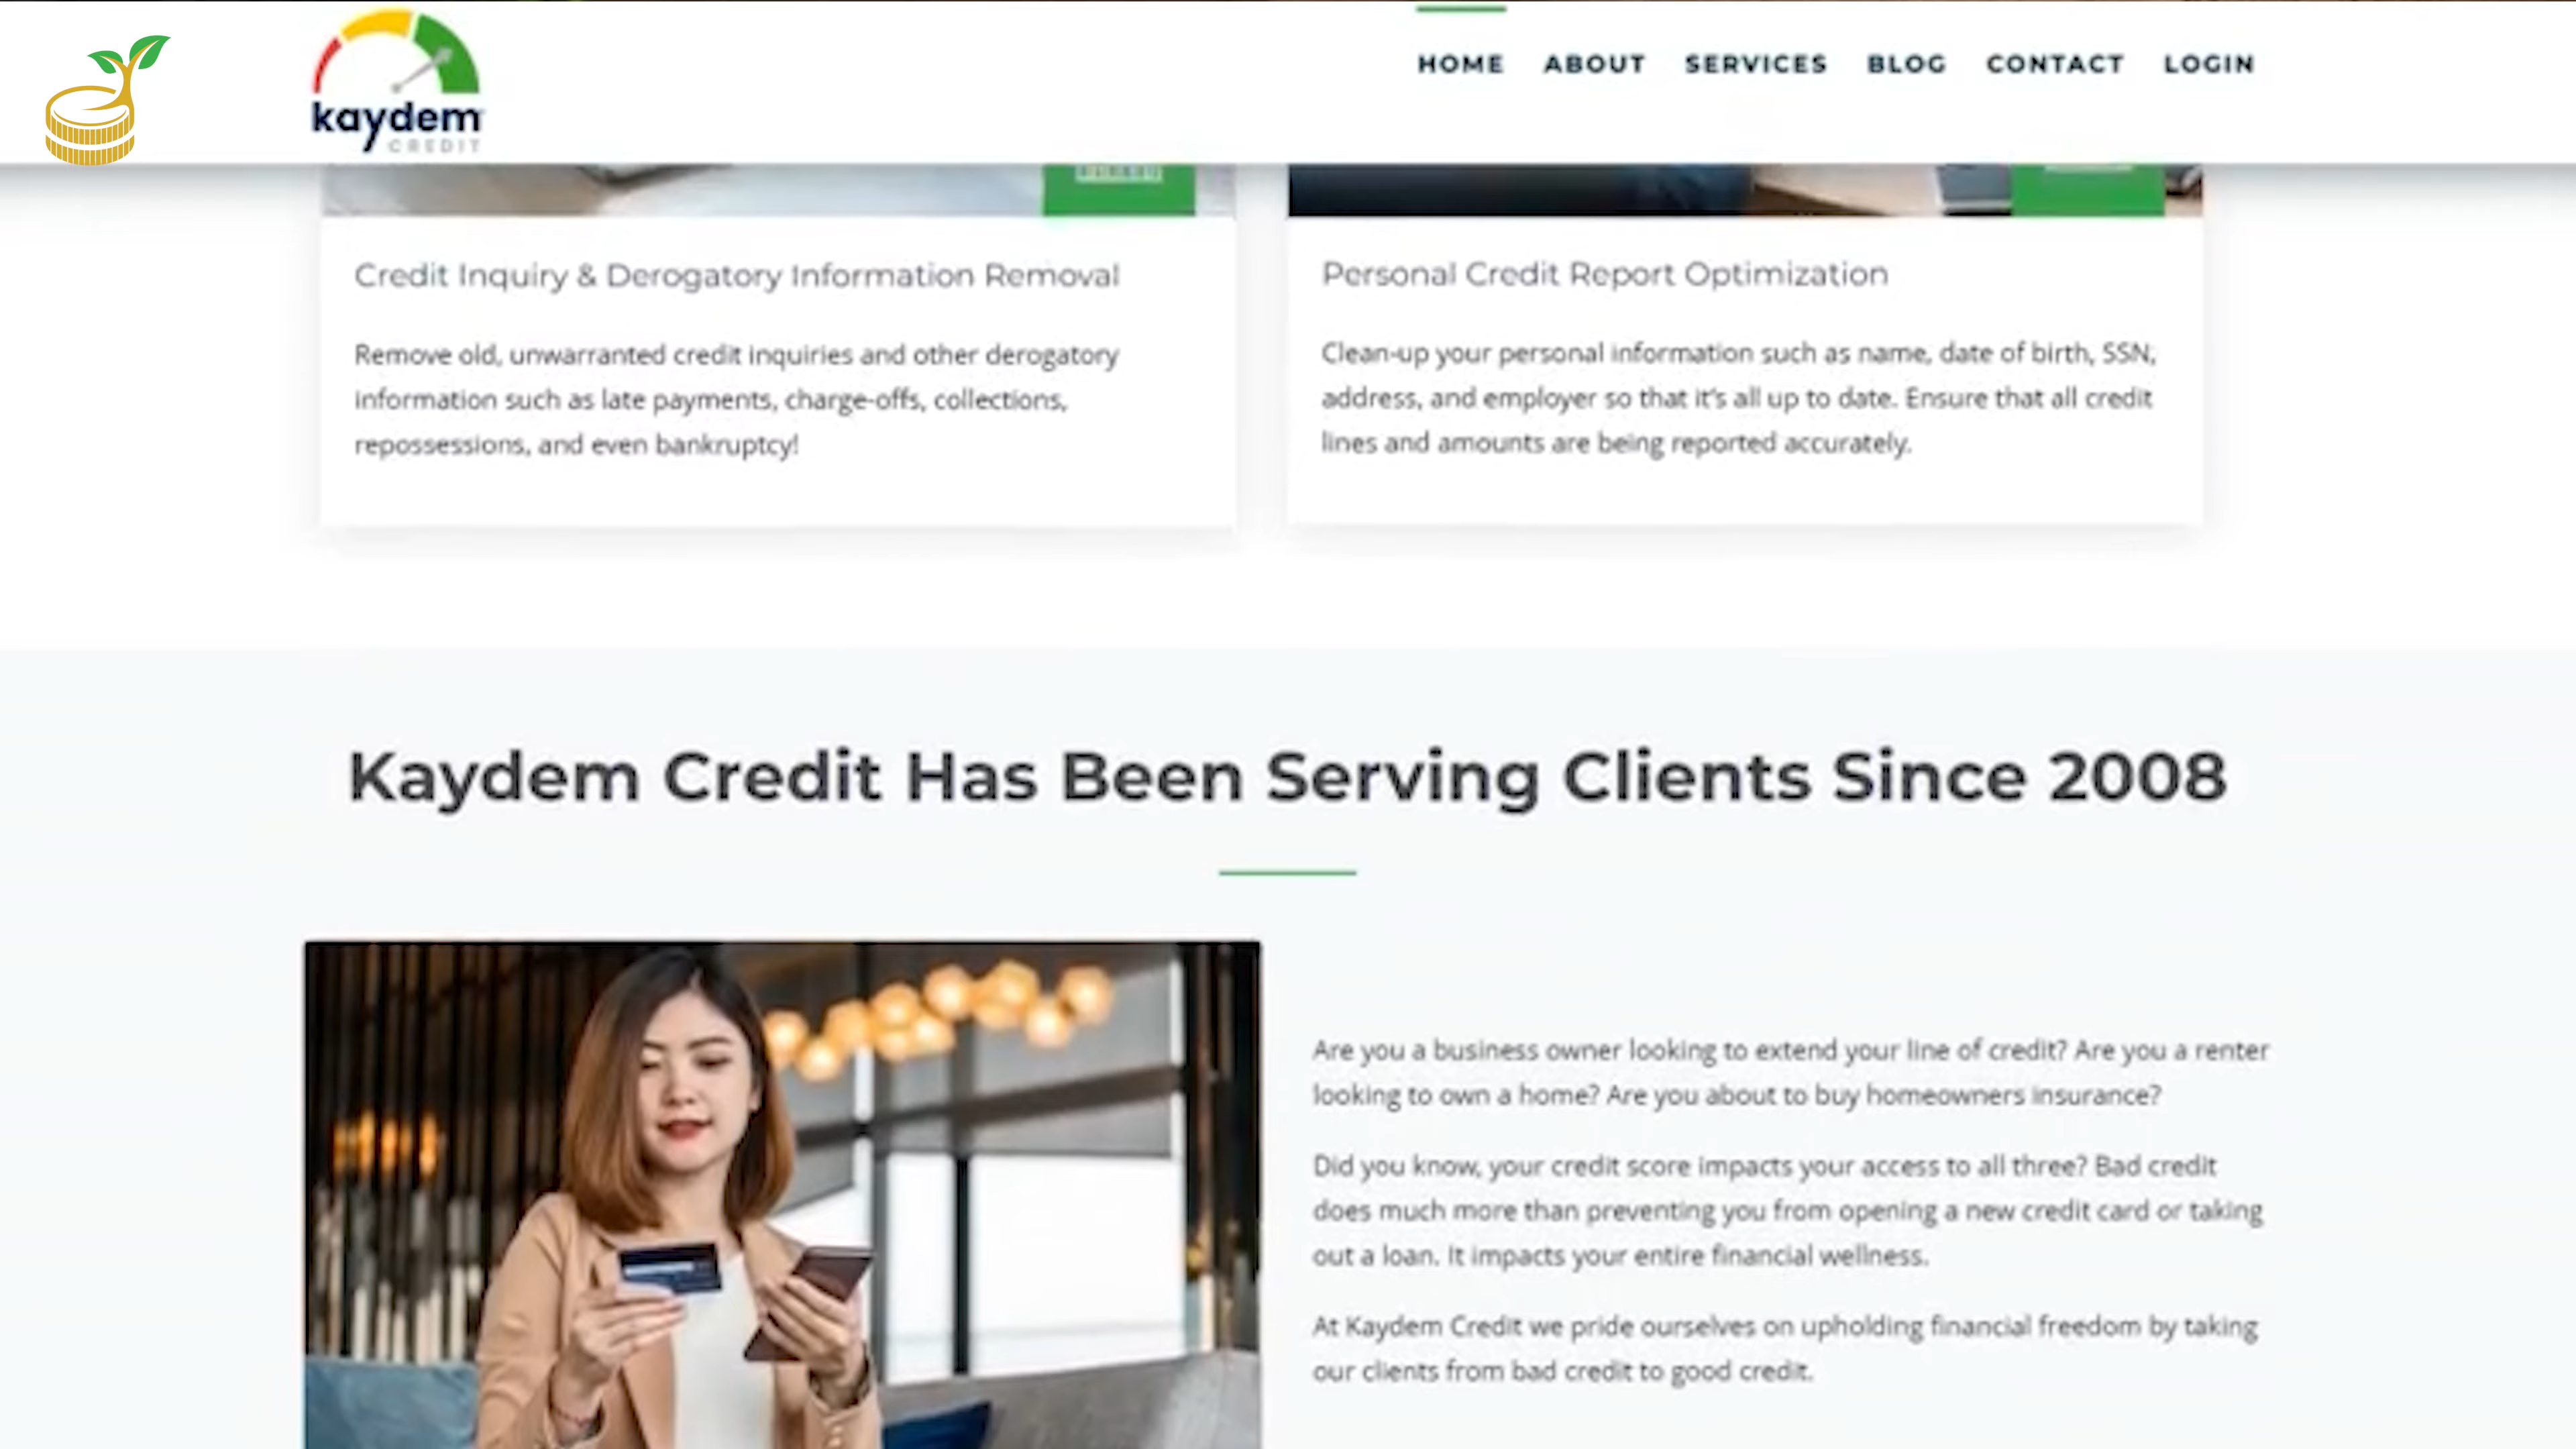 kaydem
CREDIT
HOME ABOUT SERVICES BLOG CONTACT LOGIN
Credit Inquiry & Derogatory Information Removal
Remove old, unwarranted credit inquiries and other derogatory
information such as late payments, charge-offs, collections,
repossessions, and even bankruptcy!
Personal Credit Report Optimization
Clean-up your personal information such as name, date of birth, SSN,
address, and employer so that it's all up to date. Ensure that all credit
lines and amounts are being reported accurately.
Kaydem Credit Has Been Serving Clients Since 2008
Are you a business owner looking to extend your line of credit? Are you a renter
looking to own a home? Are you about to buy homeowners insurance?
Did you know, your credit score impacts your access to all three? Bad credit
does much more than preventing you from opening a new credit card or taking
out a loan. It impacts your entire financial wellness.
At Kaydem Credit we pride ourselves on upholding financial freedom by taking
our clients from bad credit to good credit.